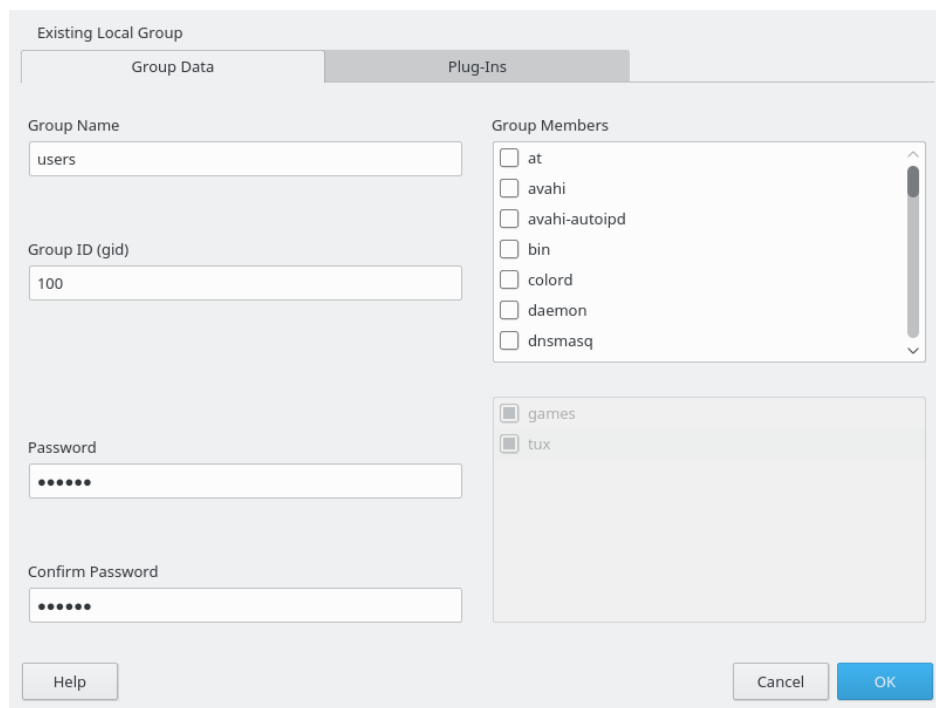 Existing Local Group
Group Data
Plug-Ins
Group Name
users
Group ID (gid)
100
Password
••••••
Confirm Password
••••••
Group Members
at
avahi
avahi-autoipd
bin
colord
daemon
dnsmasq
games
tux
Help
Cancel
OK